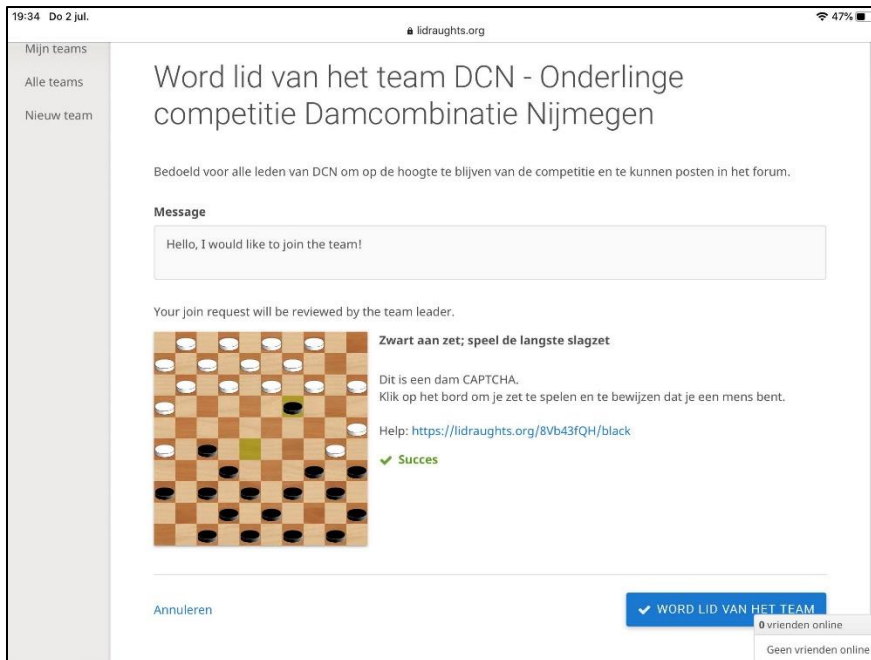 19:34 Do 2 jul.
lidraughts.org
47%
Mijn teams
Alle teams
Nieuw team
Word lid van het team DCN - Onderlinge
competitie Damcombinatie Nijmegen
Bedoeld voor alle leden van DCN om op de hoogte te blijven van de competitie en te kunnen posten in het forum.
Message
Hello, I would like to join the team!
Your join request will be reviewed by the team leader.
Zwart aan zet; speel de langste slagzet
Dit is een dam CAPTCHA.
Klik op het bord om je zet te spelen en te bewijzen dat je een mens bent.
Help: https://lidraughts.org/8Vb43fQH/black
Succes
Annuleren
WORD LID VAN HET TEAM
0 vrienden online
Geen vrienden online